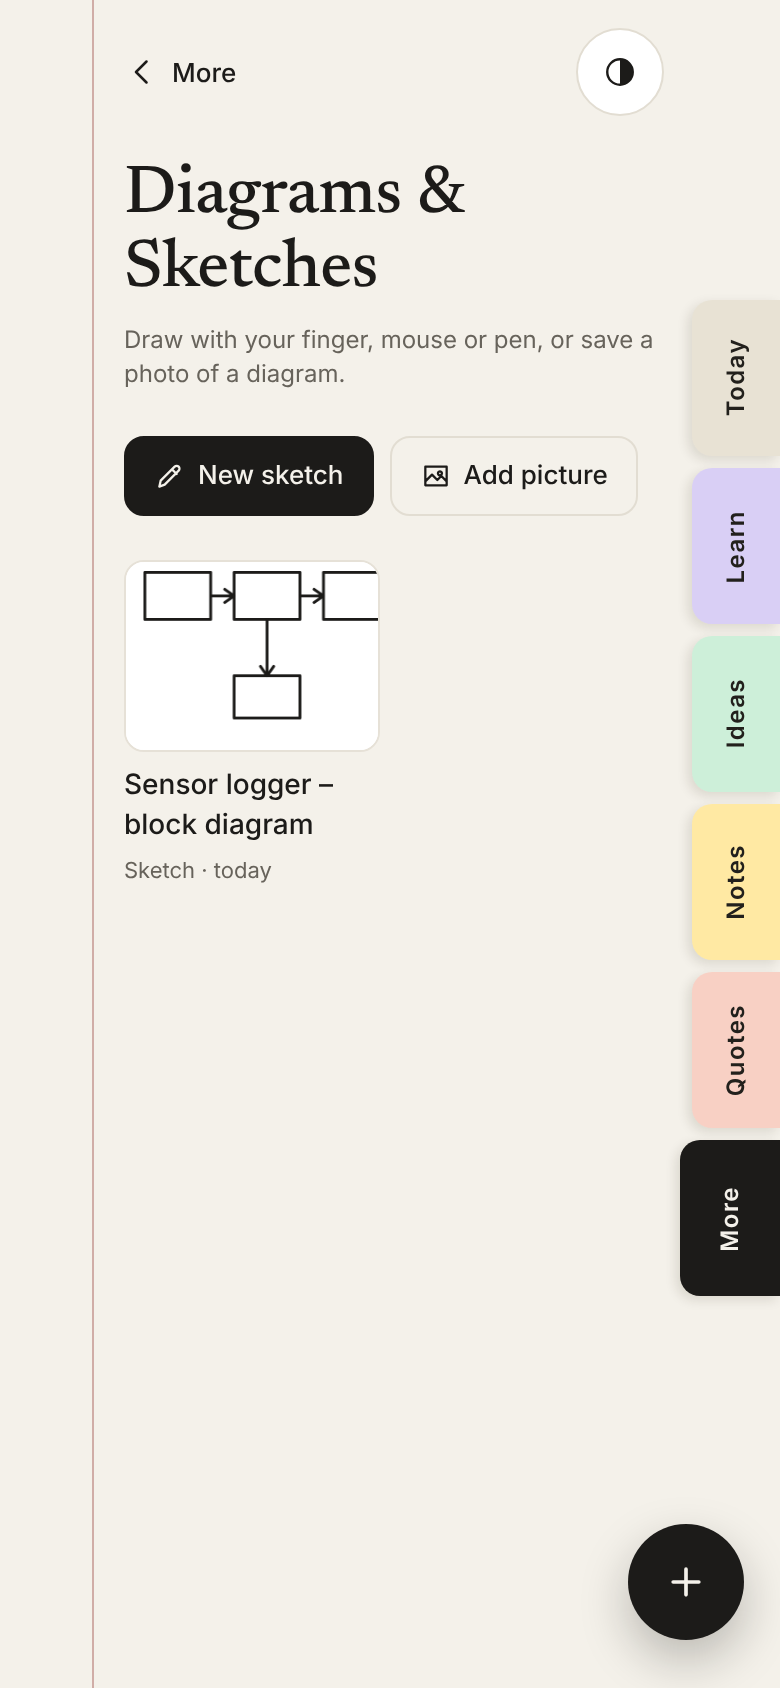 More
Diagrams &
Sketches
Draw with your finger, mouse or pen, or save a
photo of a diagram.
New sketch
Add picture
Sensor logger –
block diagram
Sketch · today
Today
Learn
Ideas
Notes
Quotes
More